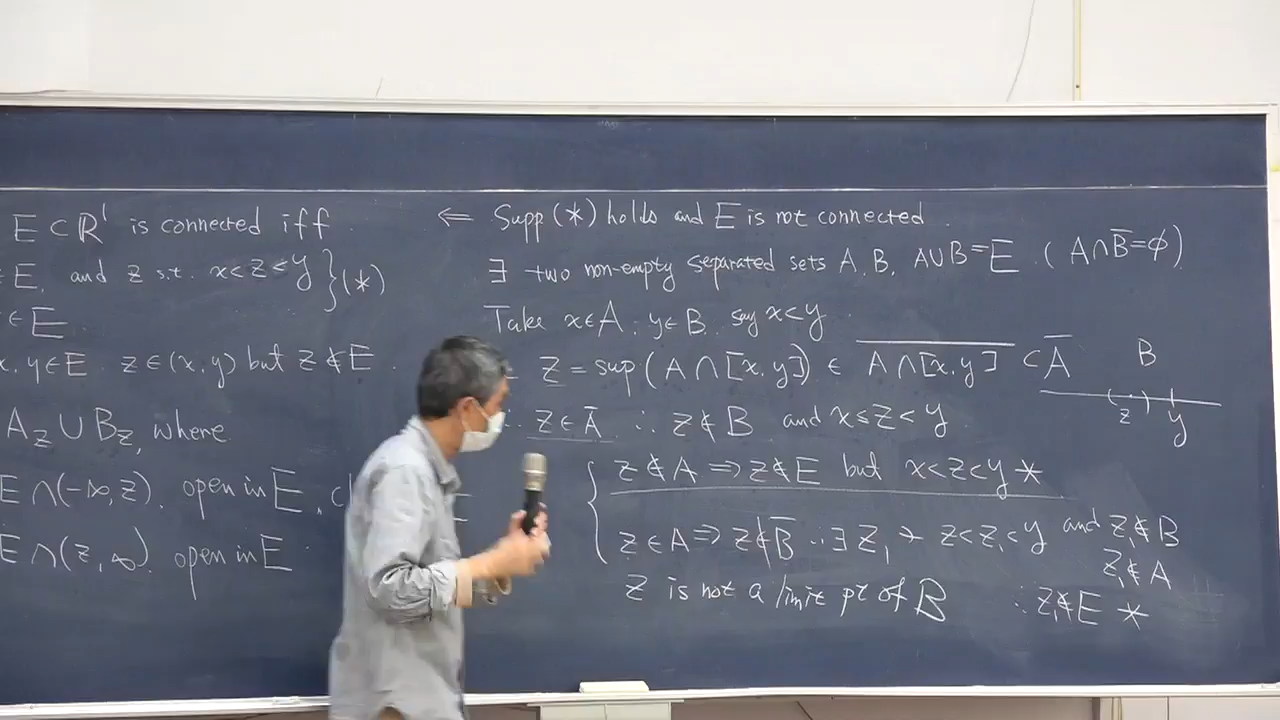 E ⊂ ℝ¹ is connected iff
∈ E, and z s.t. x<z<y } (*)
∈ E
x, y ∈ E z ∈ (x, y) but z ∉ E
A_z ∪ B_z, where
E ∩ (-∞, z), open in E,
E ∩ (z, ∞), open in E
⇐ Supp (*) holds and E is not connected
∃ two non-empty separated sets A, B, A∪B=E. (A∩B̅=φ)
Take x∈A, y∈B, say x<y
z = sup(A∩[x,y]) ∈ \overline{A∩[x,y]} ⊂ A̅
∴ z∈A̅ ∴ z∉B and x≤z<y
{ z∉A ⇒ z∉E but x<z<y *
z∈A ⇒ z∉B̅ ∴ ∃ z₁ ∋ z<z₁<y and z₁∉B
z₁∉A
z is not a limit pt of B ∴ z₁∉E *
B
z y